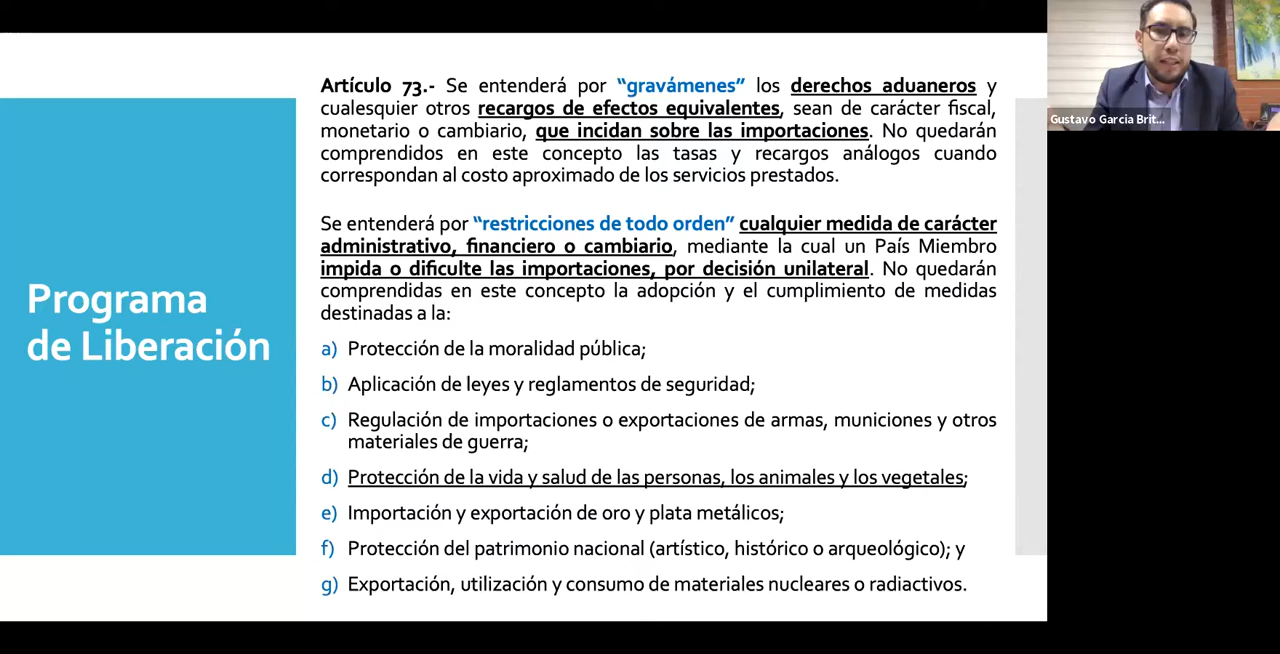 Programa
de Liberación
Artículo 73.- Se entenderá por “gravámenes” los derechos aduaneros y
cualesquier otros recargos de efectos equivalentes, sean de carácter fiscal,
monetario o cambiario, que incidan sobre las importaciones. No quedarán
comprendidos en este concepto las tasas y recargos análogos cuando
correspondan al costo aproximado de los servicios prestados.
Se entenderá por “restricciones de todo orden” cualquier medida de carácter
administrativo, financiero o cambiario, mediante la cual un País Miembro
impida o dificulte las importaciones, por decisión unilateral. No quedarán
comprendidas en este concepto la adopción y el cumplimiento de medidas
destinadas a la:
a) Protección de la moralidad pública;
b) Aplicación de leyes y reglamentos de seguridad;
c) Regulación de importaciones o exportaciones de armas, municiones y otros
materiales de guerra;
d) Protección de la vida y salud de las personas, los animales y los vegetales;
e) Importación y exportación de oro y plata metálicos;
f) Protección del patrimonio nacional (artístico, histórico o arqueológico); y
g) Exportación, utilización y consumo de materiales nucleares o radiactivos.
Gustavo Garcia Brit...